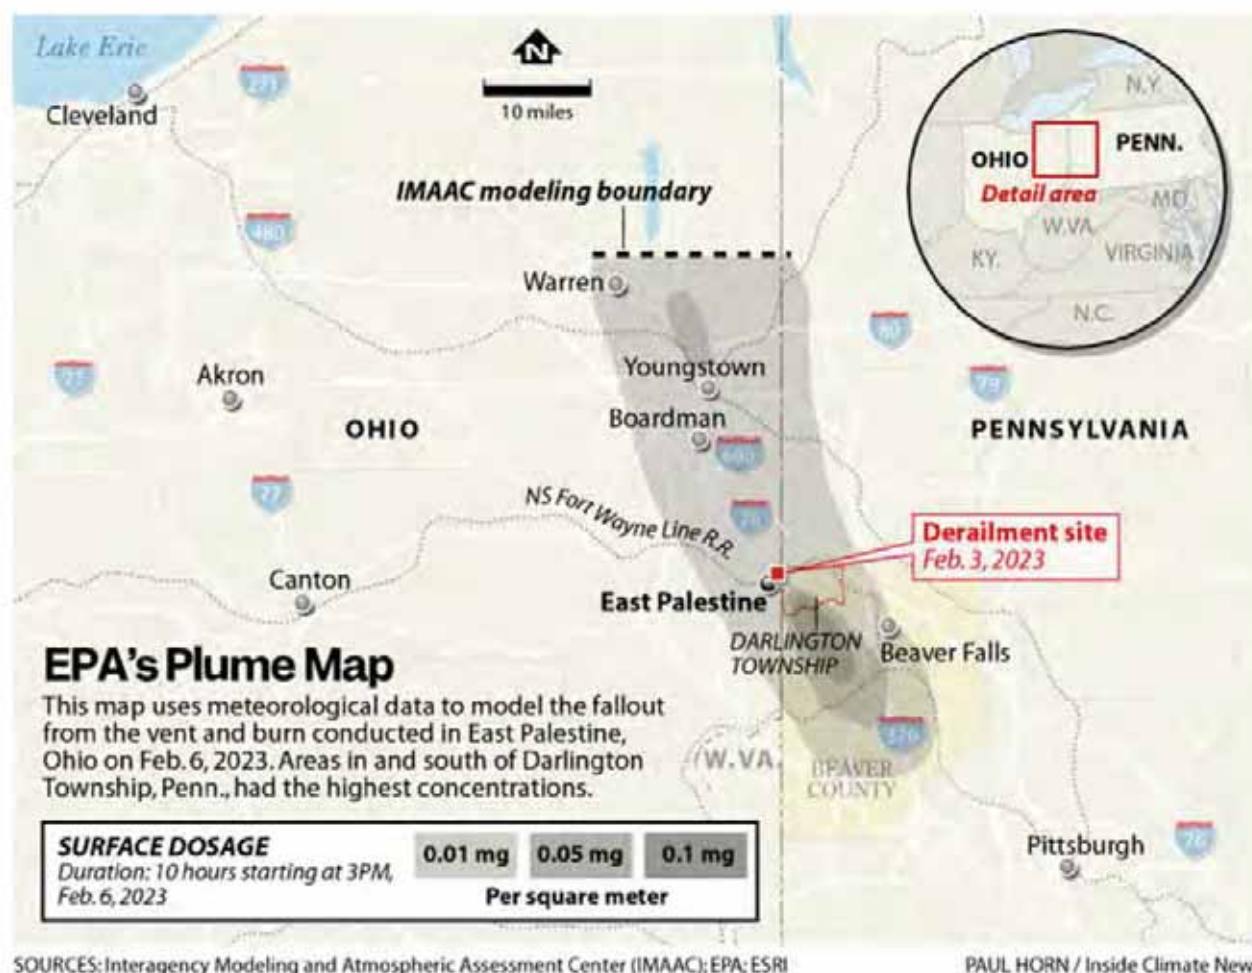 Lake Erie
Cleveland
271
N
10 miles
N.Y.
OHIO
PENN.
Detail area
MD.
W.VA.
KY.
VIRGINIA
N.C.
IMAAC modeling boundary
480
Warren
80
71
Akron
Youngstown
79
OHIO
Boardman
PENNSYLVANIA
680
77
NS Fort Wayne Line R.R.
Derailment site
Feb. 3, 2023
Canton
East Palestine
DARLINGTON
TOWNSHIP
Beaver Falls
EPA's Plume Map
This map uses meteorological data to model the fallout
from the vent and burn conducted in East Palestine,
Ohio on Feb. 6, 2023. Areas in and south of Darlington
Township, Penn., had the highest concentrations.
W.VA.
BEAVER
COUNTY
376
SURFACE DOSAGE
Duration: 10 hours starting at 3PM,
Feb. 6, 2023
0.01 mg 0.05 mg 0.1 mg
Per square meter
Pittsburgh
76
SOURCES: Interagency Modeling and Atmospheric Assessment Center (IMAAC); EPA; ESRI
PAUL HORN / Inside Climate New